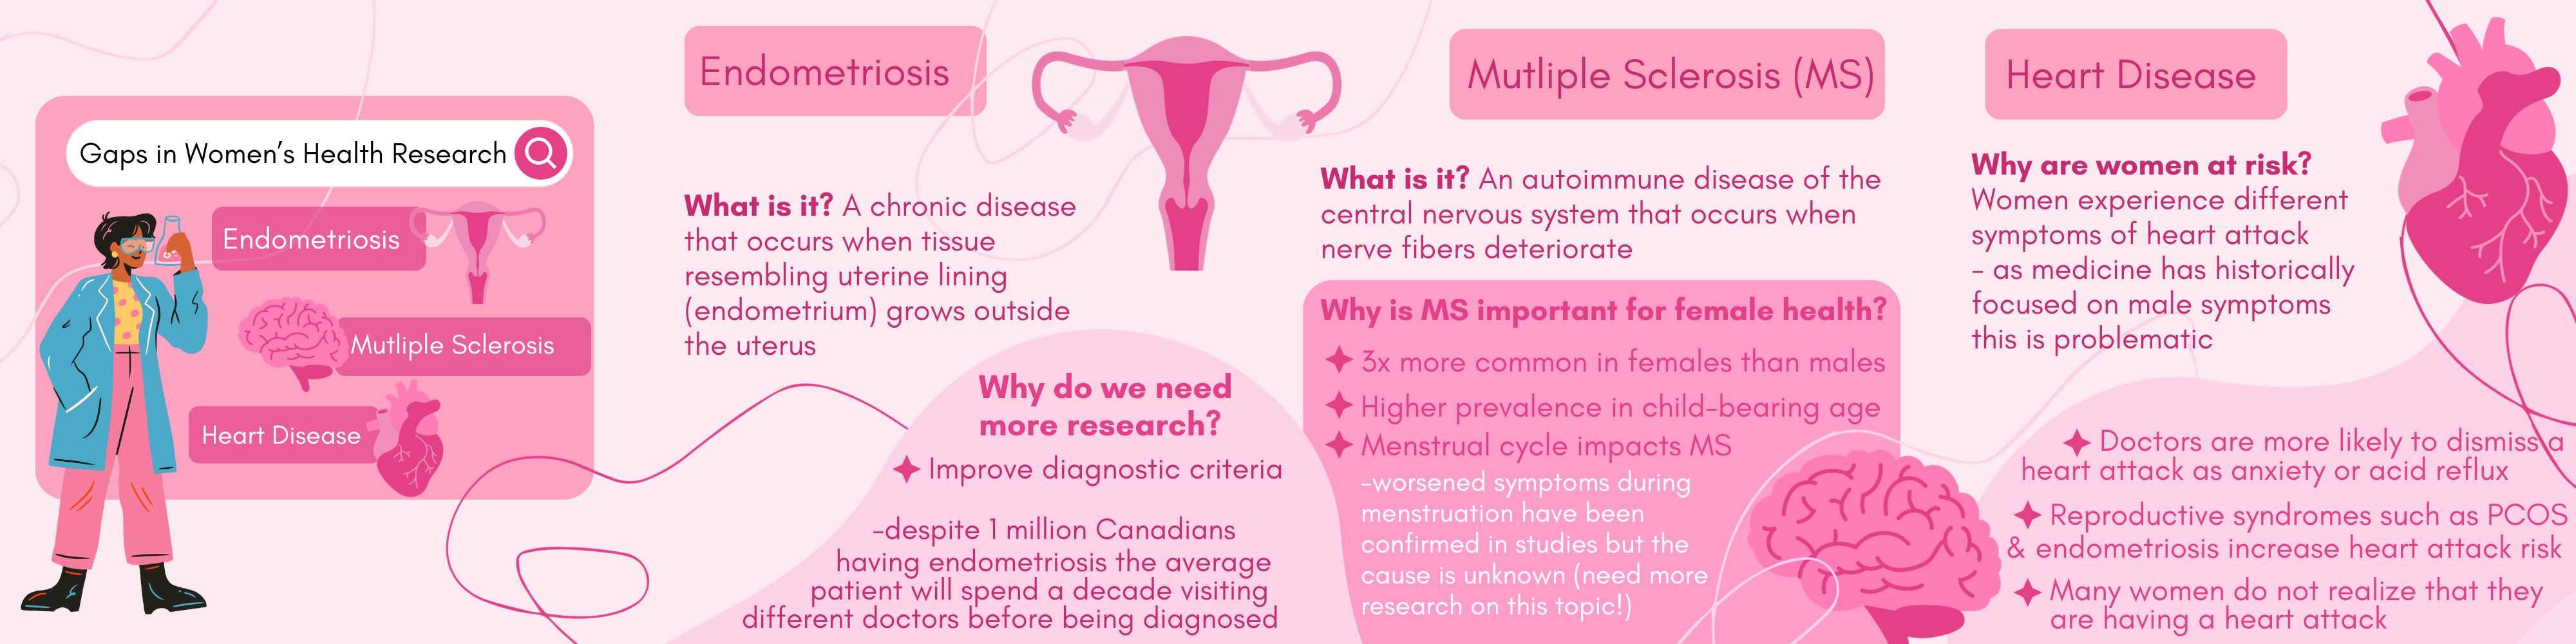 Gaps in Women's Health Research
Endometriosis
Mutliple Sclerosis
Heart Disease
Endometriosis
What is it? A chronic disease
that occurs when tissue
resembling uterine lining
(endometrium) grows outside
the uterus
Why do we need
more research?
Improve diagnostic criteria
-despite 1 million Canadians
having endometriosis the average
patient will spend a decade visiting
different doctors before being diagnosed
Mutliple Sclerosis (MS)
What is it? An autoimmune disease of the
central nervous system that occurs when
nerve fibers deteriorate
Why is MS important for female health?
3x more common in females than males
Higher prevalence in child-bearing age
Menstrual cycle impacts MS
-worsened symptoms during
menstruation have been
confirmed in studies but the
cause is unknown (need more
research on this topic!)
Heart Disease
Why are women at risk?
Women experience different
symptoms of heart attack
- as medicine has historically
focused on male symptoms
this is problematic
Doctors are more likely to dismiss a
heart attack as anxiety or acid reflux
Reproductive syndromes such as PCOS
& endometriosis increase heart attack risk
Many women do not realize that they
are having a heart attack